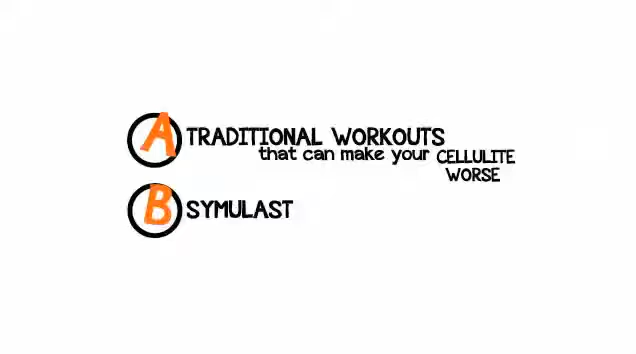 A TRADITIONAL WORKOUTS
that can make your CELLULITE
WORSE
B SYMULAST